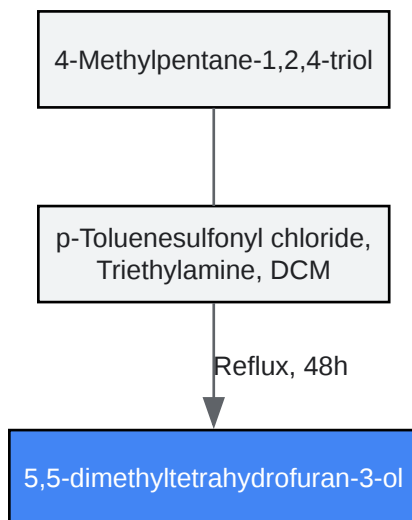 4-Methylpentane-1,2,4-triol
p-Toluenesulfonyl chloride,
Triethylamine, DCM
Reflux, 48h
5,5-dimethyltetrahydrofuran-3-ol